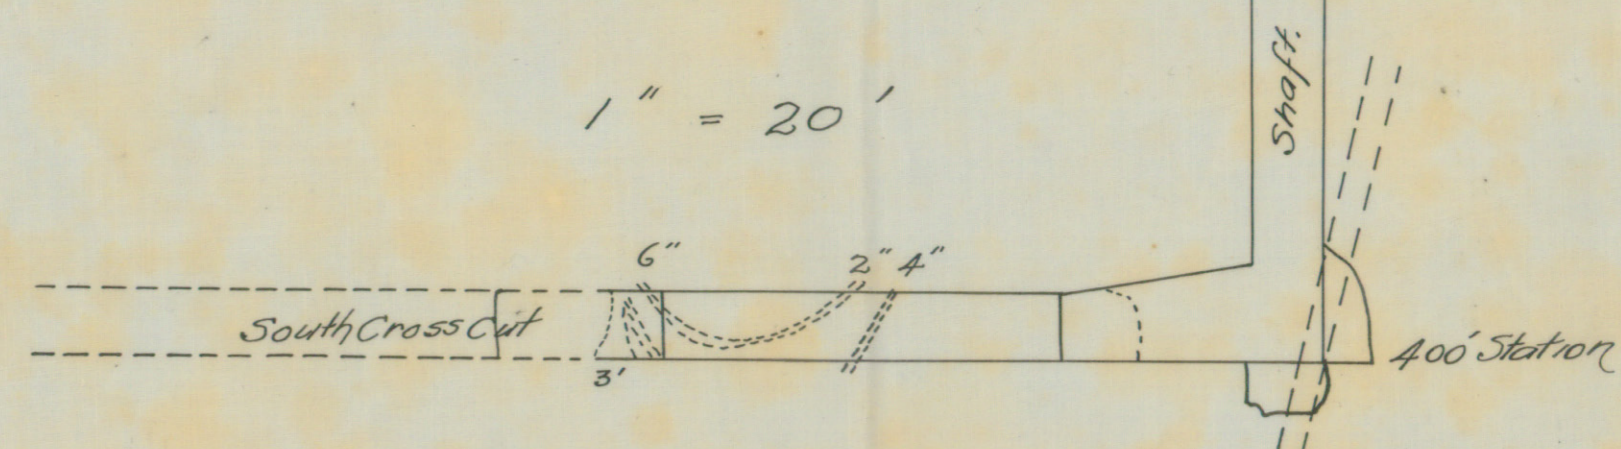 Shaft.
1" = 20'
6"
2" 4"
South Cross Cut
3'
400' Station